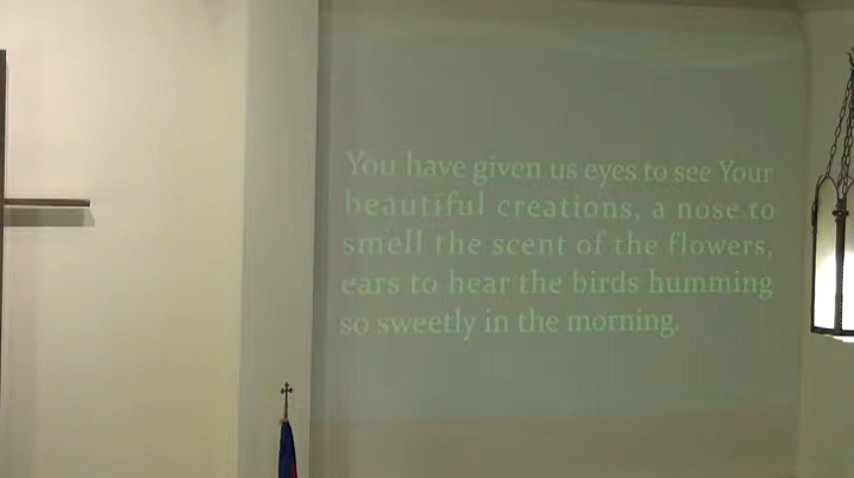 You have given us eyes to see Your
beautiful creations, a nose to
smell the scent of the flowers,
ears to hear the birds humming
so sweetly in the morning.